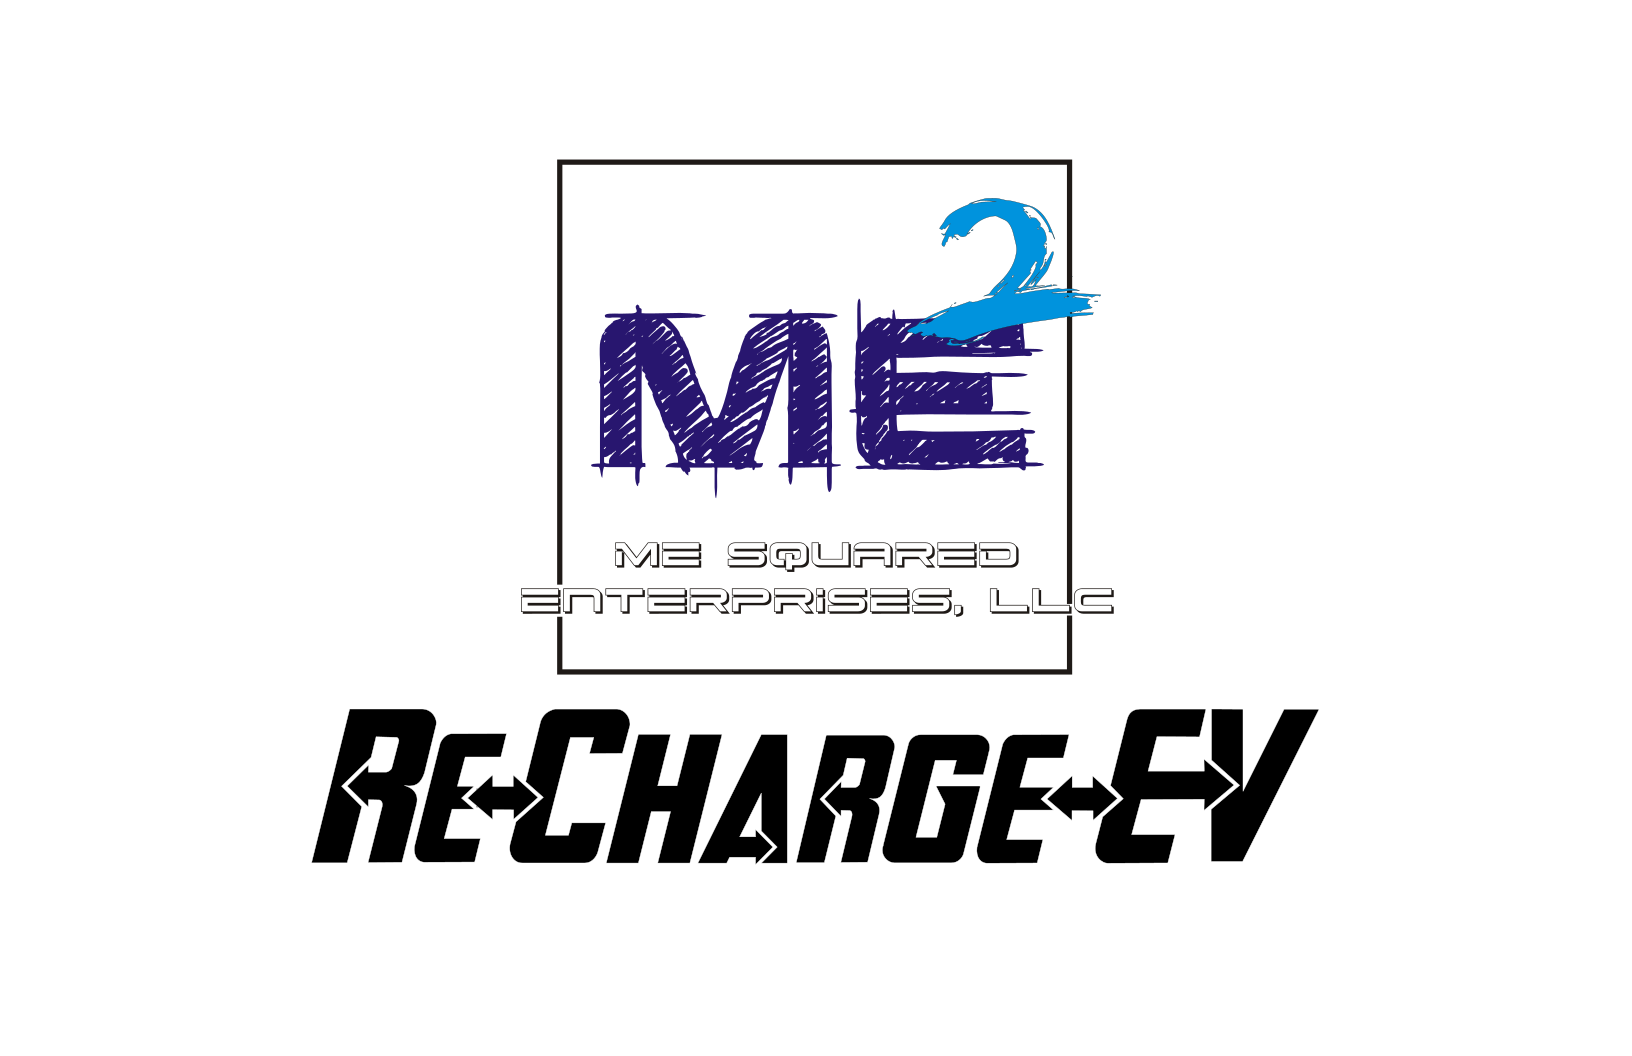 ME2
ME SQUARED
ENTERPRISES, LLC
RECHARGE-EV